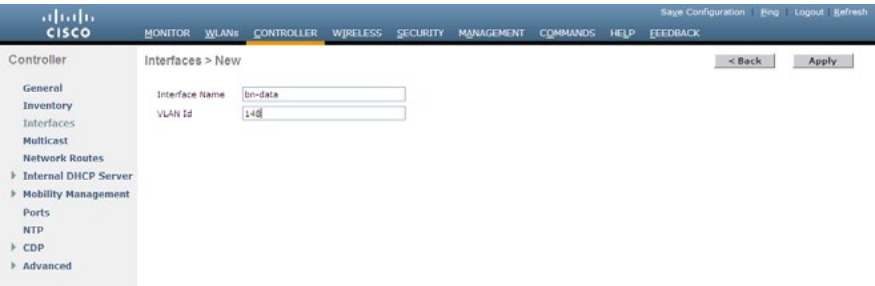 Save Configuration | Ping | Logout | Refresh
CISCO
MONITOR WLANs CONTROLLER WIRELESS SECURITY MANAGEMENT COMMANDS HELP FEEDBACK
Controller
Interfaces > New
< Back
Apply
General
Inventory
Interfaces
Multicast
Network Routes
Internal DHCP Server
Mobility Management
Ports
NTP
CDP
Advanced
Interface Name bn-data
VLAN Id 140